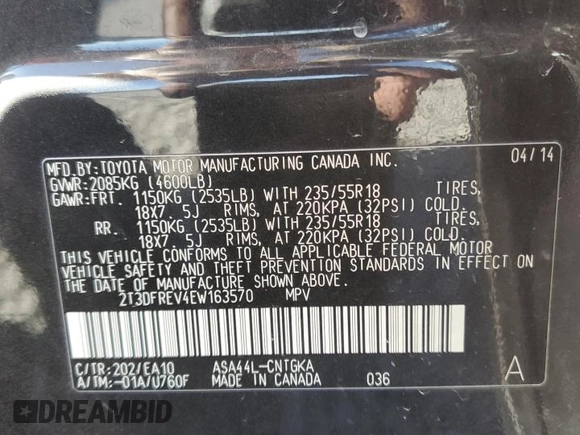 MFD.BY:TOYOTA MOTOR MANUFACTURING CANADA INC. 04/14
GVWR:2085KG (4600LB)
GAWR:FRT. 1150KG (2535LB) WITH 235/55R18 TIRES,
18X7. 5J RIMS, AT 220KPA (32PSI) COLD.
RR. 1150KG (2535LB) WITH 235/55R18 TIRES,
18X7. 5J RIMS, AT 220KPA (32PSI) COLD.
THIS VEHICLE CONFORMS TO ALL APPLICABLE FEDERAL MOTOR
VEHICLE SAFETY AND THEFT PREVENTION STANDARDS IN EFFECT ON
THE DATE OF MANUFACTURE SHOWN ABOVE.
2T3DFREV4EW163570 MPV
C/TR:202/EA10 ASA44L-CNTGKA A
A/TM:-01A/U760F MADE IN CANADA 036
DREAMBID